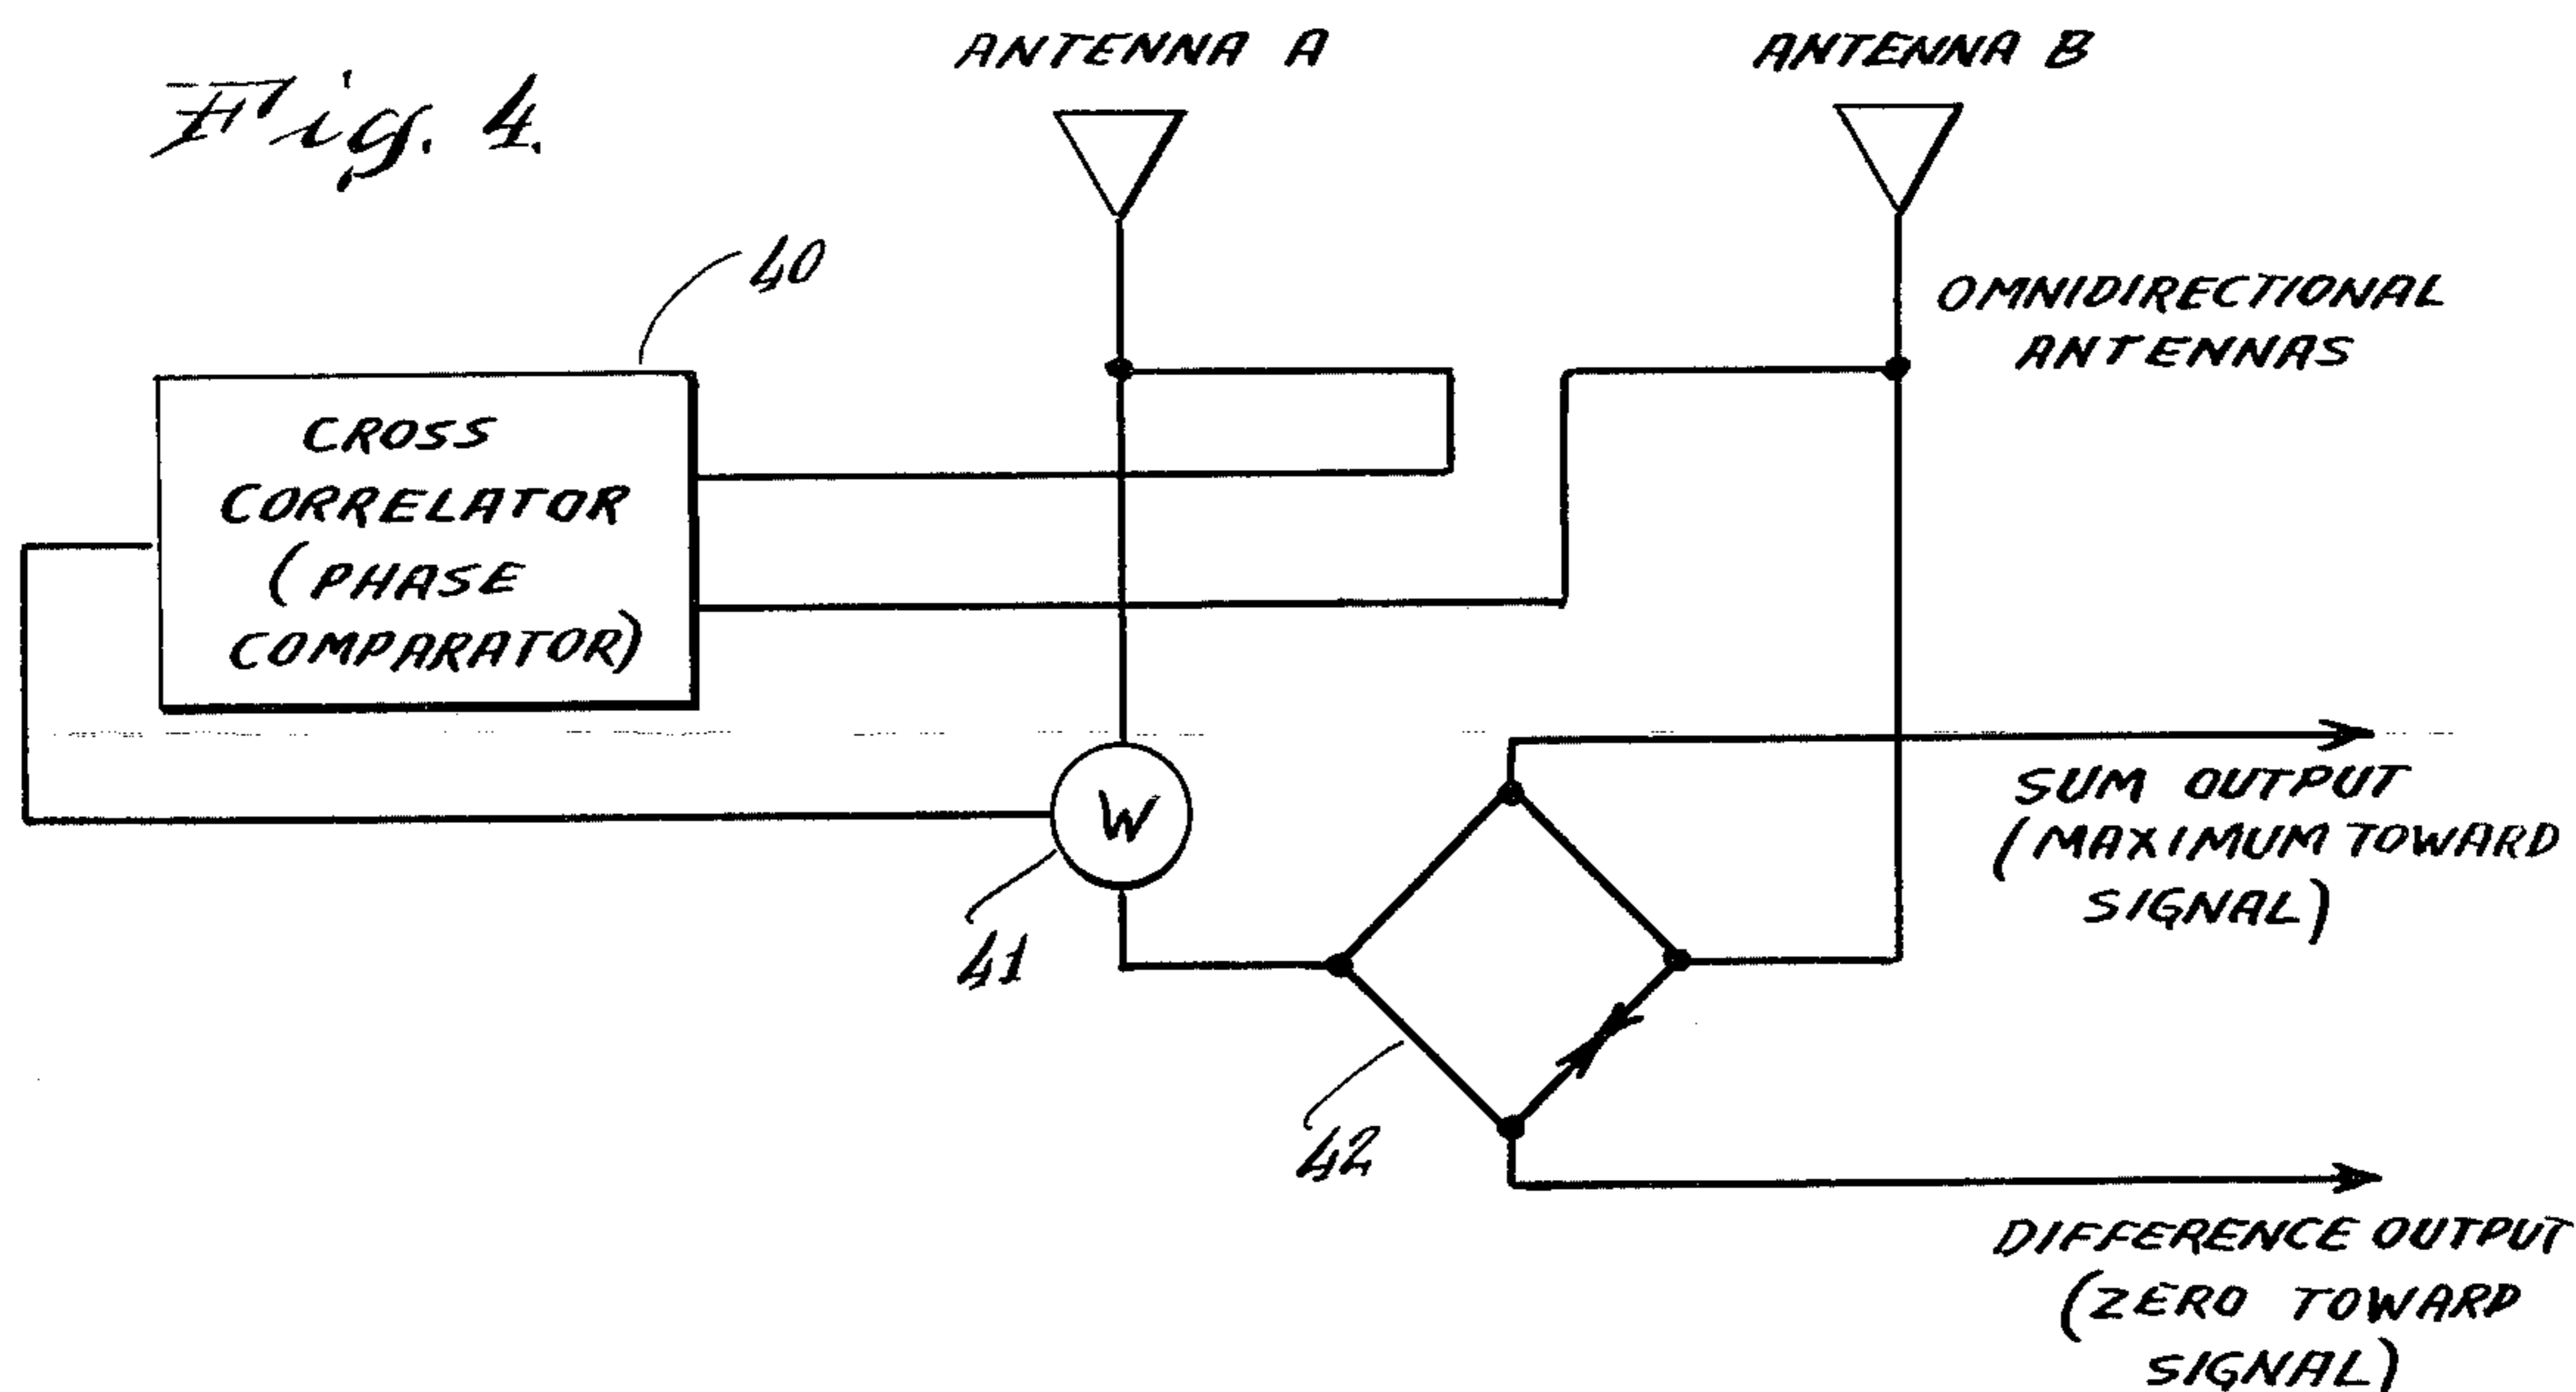 Fig. 4.
ANTENNA A
ANTENNA B
40
OMNIDIRECTIONAL
ANTENNAS
CROSS
CORRELATOR
(PHASE
COMPARATOR)
W
41
SUM OUTPUT
(MAXIMUM TOWARD
SIGNAL)
42
DIFFERENCE OUTPUT
(ZERO TOWARD
SIGNAL)